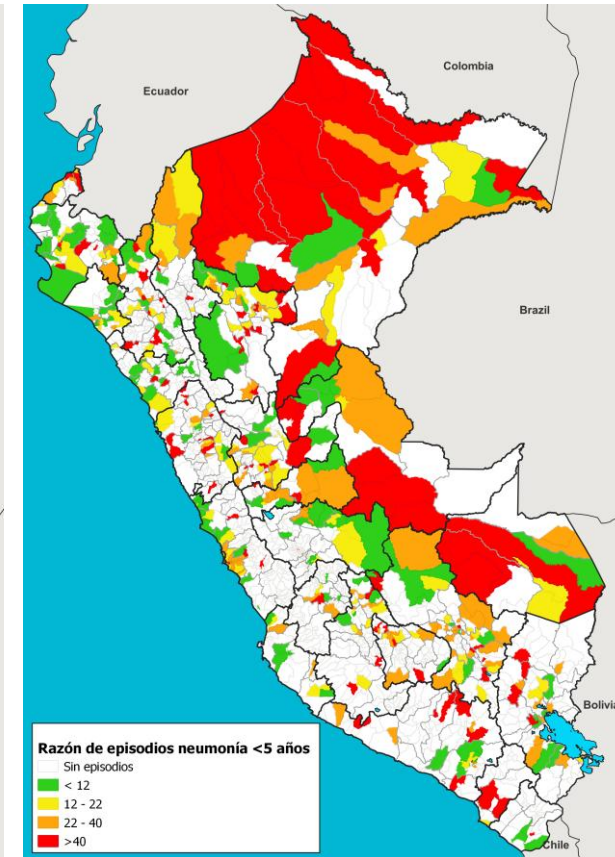 Colombia
Ecuador
Brazil
Bolivia
Chile
Razón de episodios neumonía <5 años
Sin episodios
< 12
12 - 22
22 - 40
>40